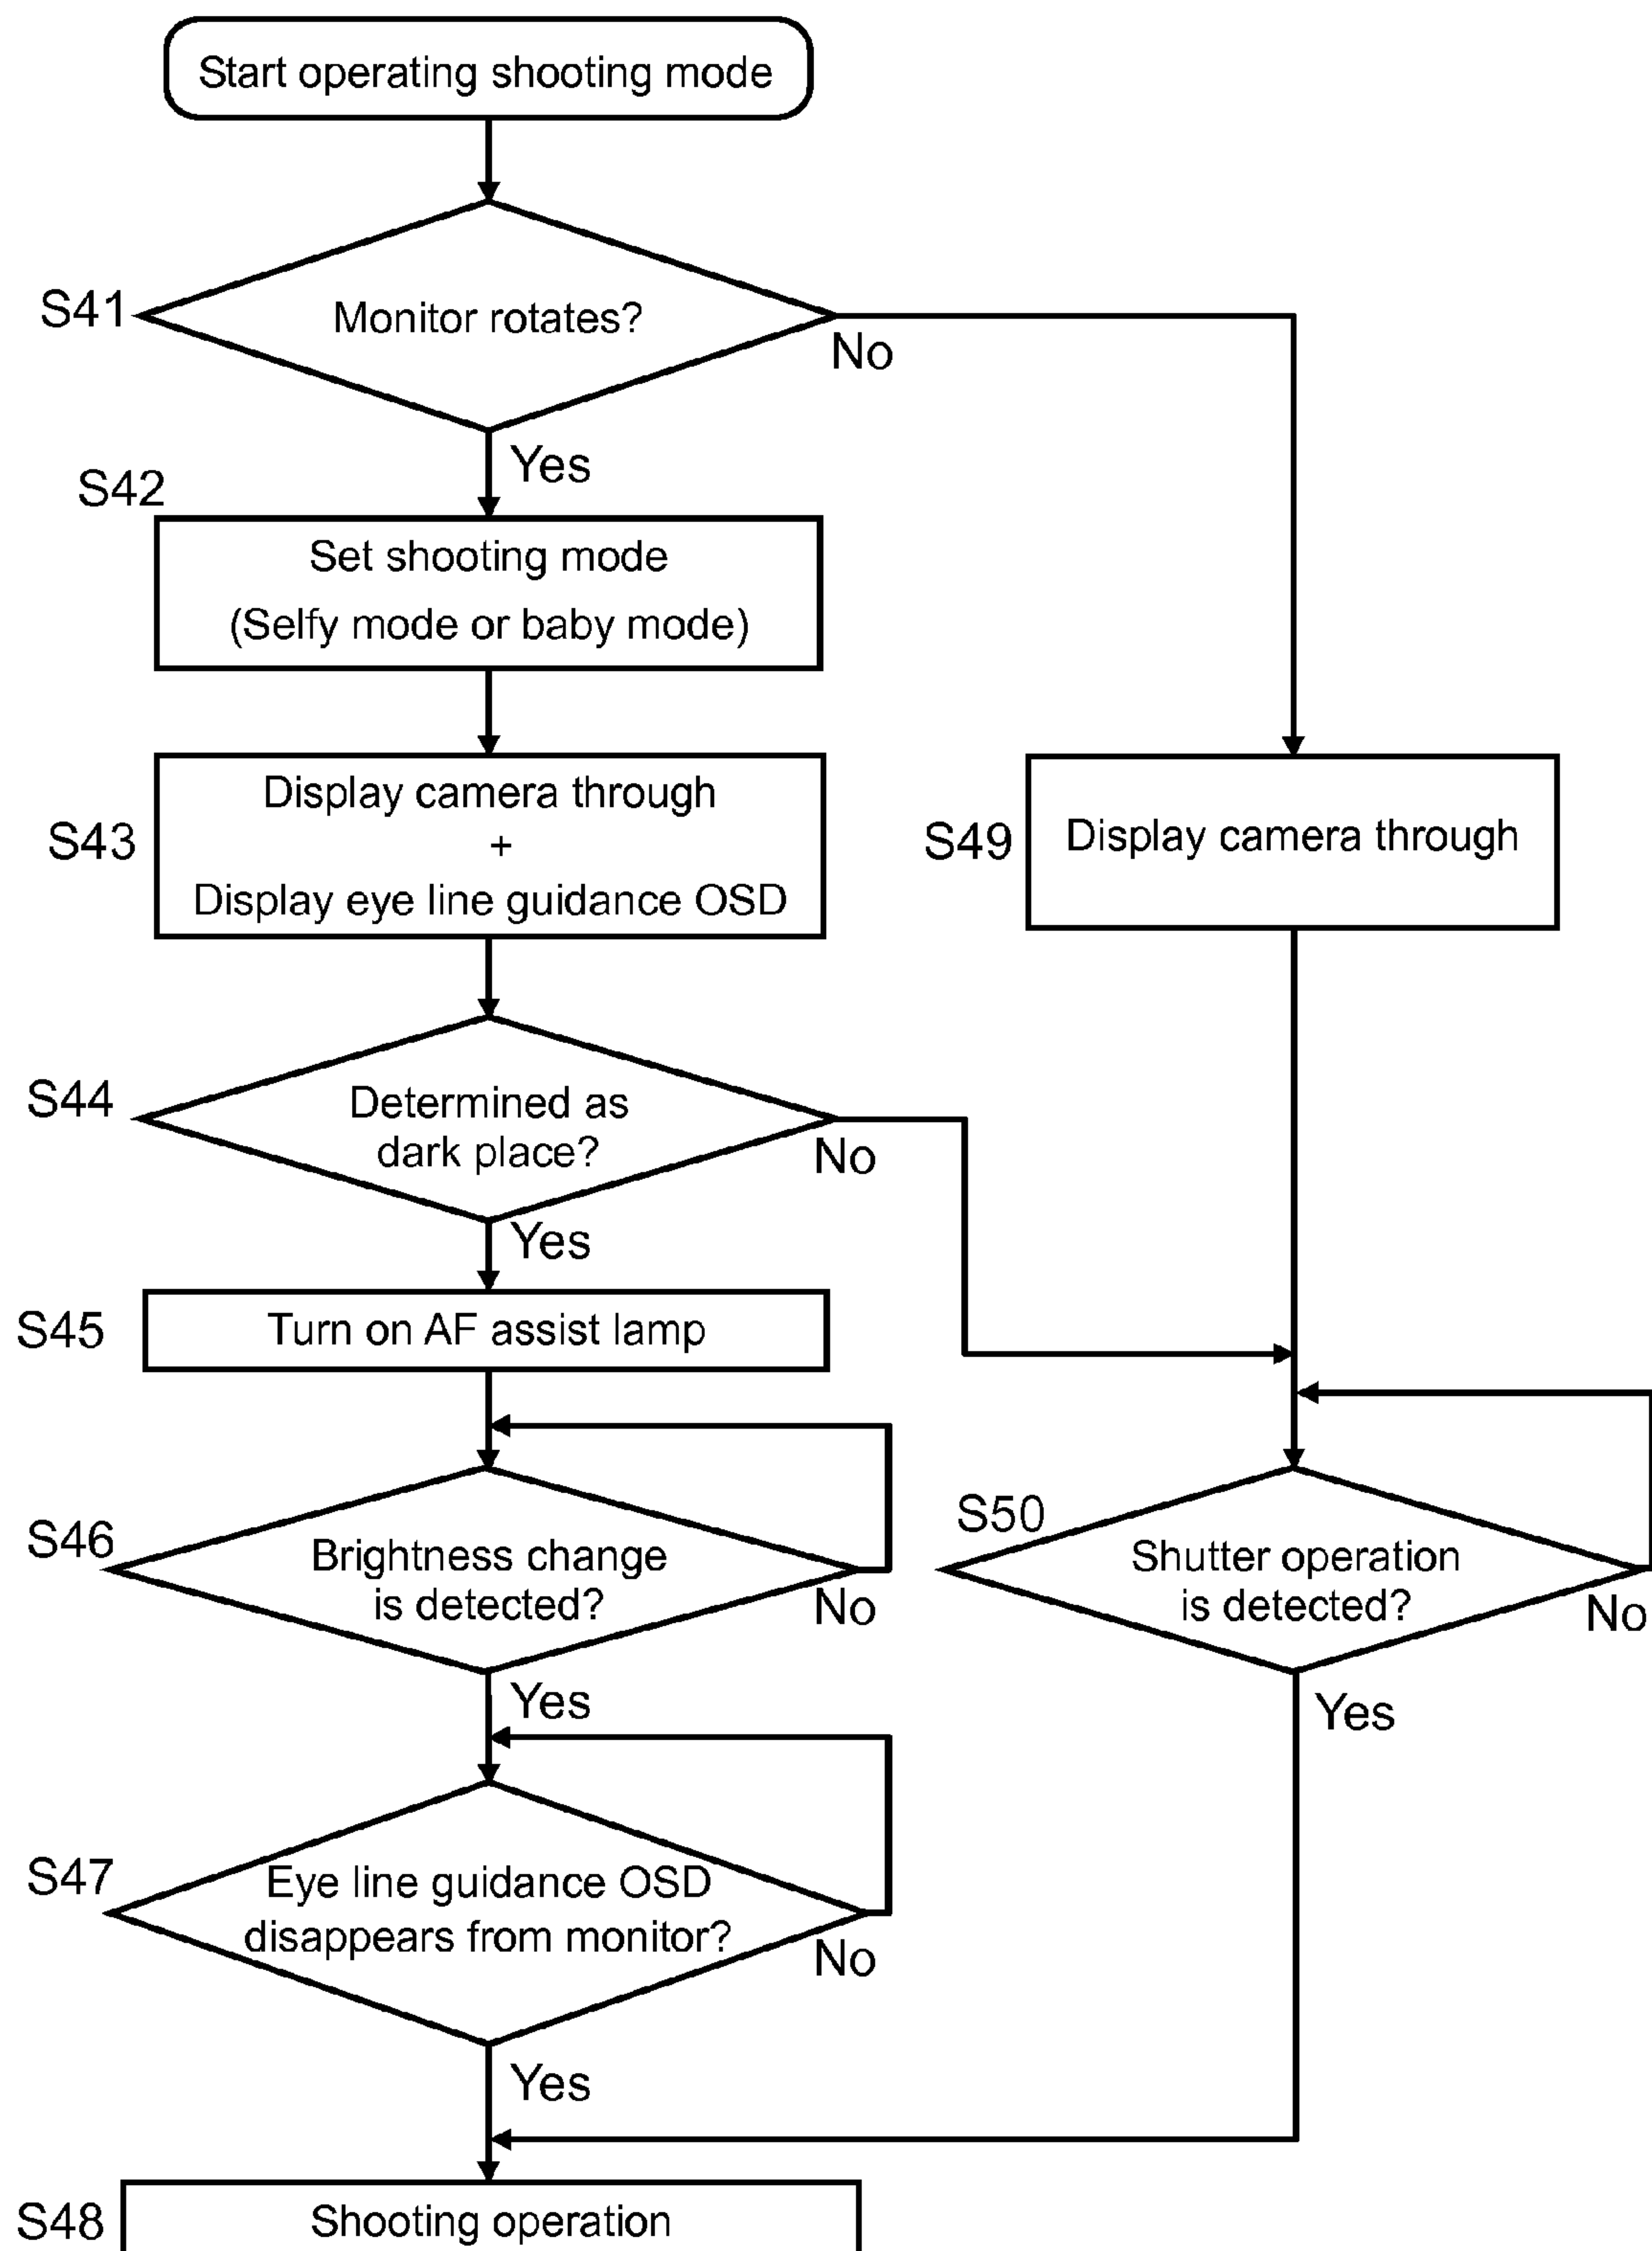 Start operating shooting mode
S41
Monitor rotates?
No
Yes
S42
Set shooting mode
(Selfy mode or baby mode)
S43
Display camera through
+
Display eye line guidance OSD
S49
Display camera through
S44
Determined as
dark place?
No
Yes
S45
Turn on AF assist lamp
S46
Brightness change
is detected?
No
Yes
S50
Shutter operation
is detected?
No
Yes
S47
Eye line guidance OSD
disappears from monitor?
No
Yes
S48
Shooting operation